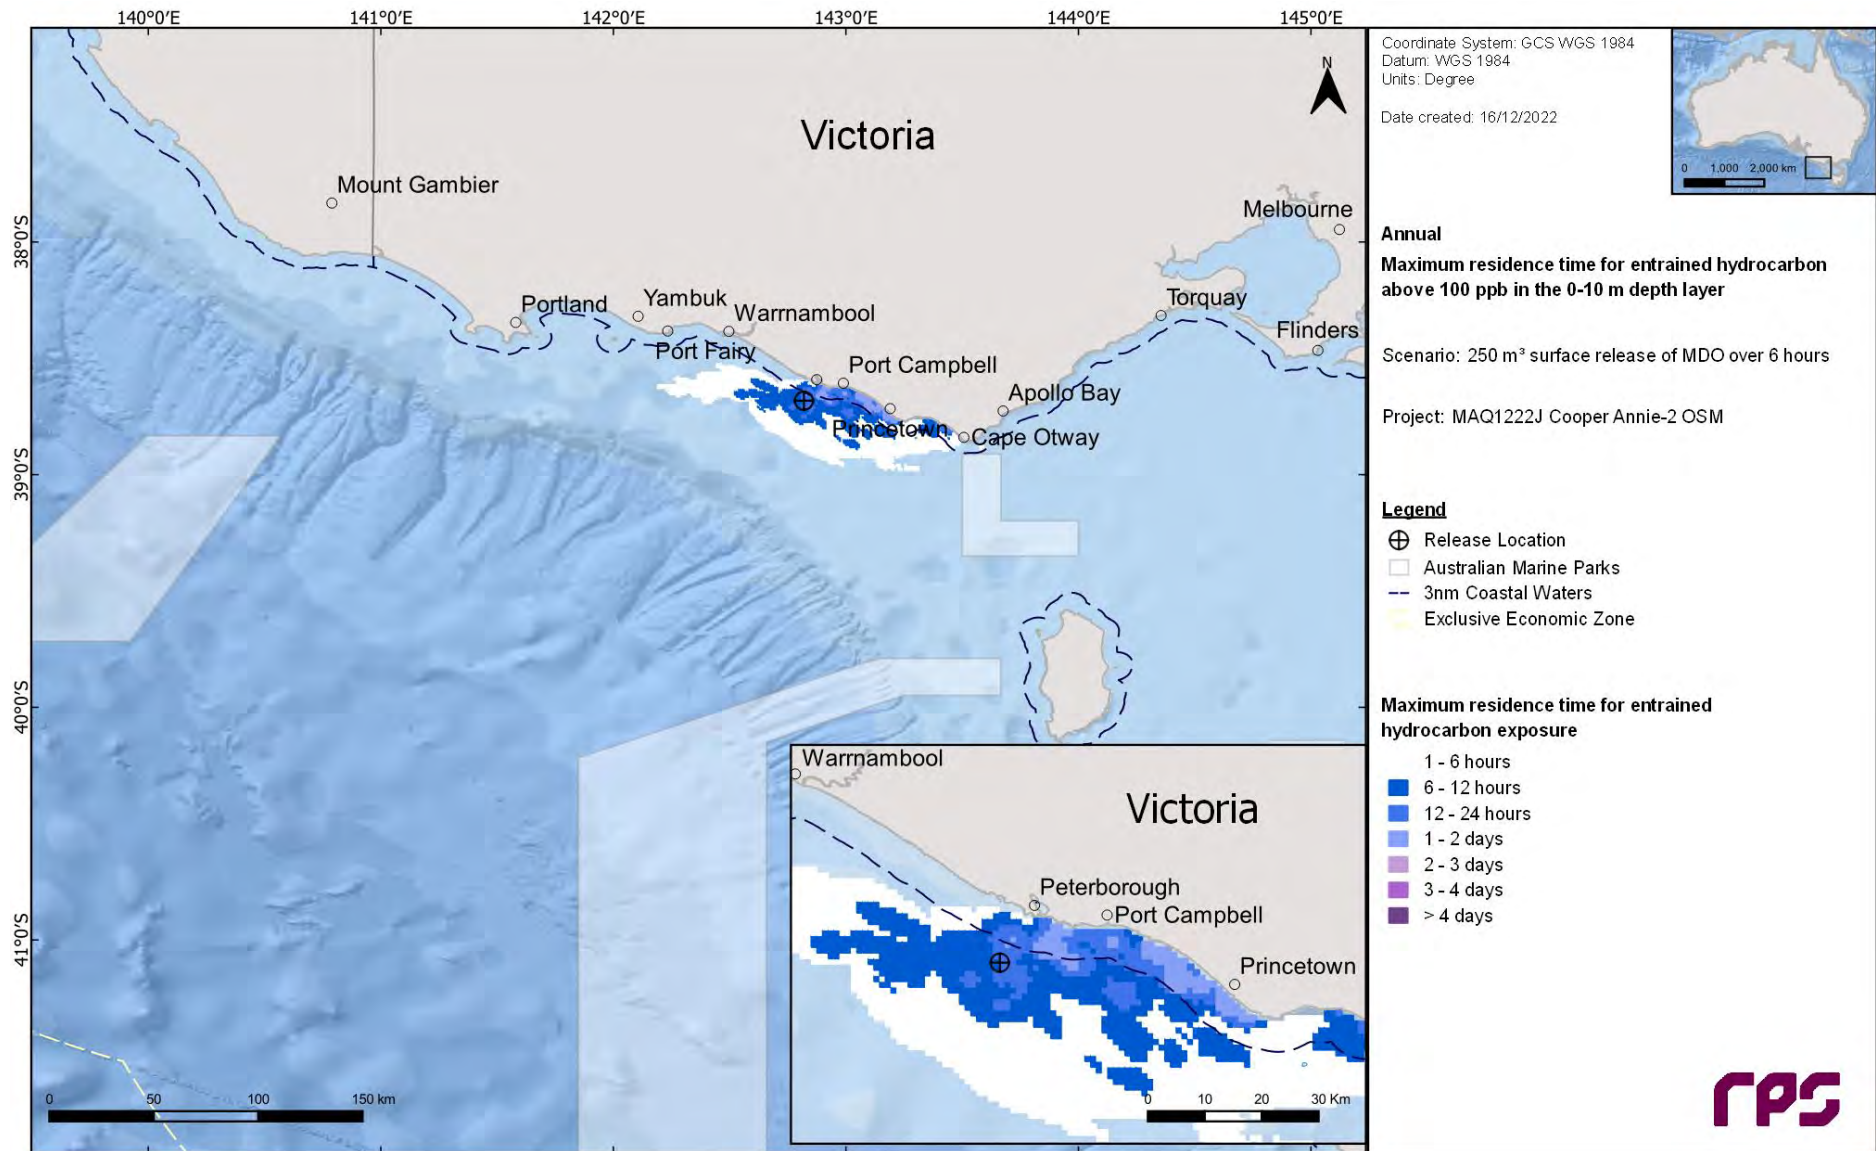 140°0'E
141°0'E
142°0'E
143°0'E
144°0'E
145°0'E
38°0'S
39°0'S
40°0'S
41°0'S
N
Victoria
Mount Gambier
Melbourne
Portland
Yambuk
Warrnambool
Torquay
Flinders
Port Fairy
Port Campbell
Apollo Bay
Princetown
Cape Otway
0 50 100 150 km
Warrnambool
Victoria
Peterborough
Port Campbell
Princetown
0 10 20 30 Km
Coordinate System: GCS WGS 1984
Datum: WGS 1984
Units: Degree
Date created: 16/12/2022
0 1,000 2,000 km
Annual
Maximum residence time for entrained hydrocarbon
above 100 ppb in the 0-10 m depth layer
Scenario: 250 m³ surface release of MDO over 6 hours
Project: MAQ1222J Cooper Annie-2 OSM
Legend
Release Location
Australian Marine Parks
3nm Coastal Waters
Exclusive Economic Zone
Maximum residence time for entrained
hydrocarbon exposure
1 - 6 hours
6 - 12 hours
12 - 24 hours
1 - 2 days
2 - 3 days
3 - 4 days
> 4 days
rps